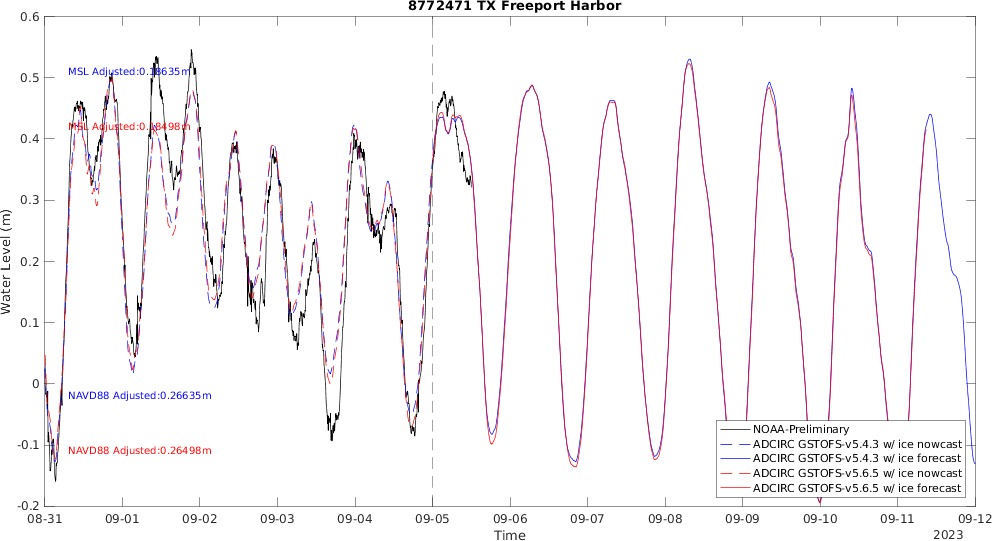 8772471 TX Freeport Harbor
Water Level (m)
0.6
0.5
0.4
0.3
0.2
0.1
0
-0.1
-0.2
MSL Adjusted:0.18635m
MSL Adjusted:0.18498m
NAVD88 Adjusted:0.26635m
NAVD88 Adjusted:0.26498m
NOAA-Preliminary
ADCIRC GSTOFS-v5.4.3 w/ ice nowcast
ADCIRC GSTOFS-v5.4.3 w/ ice forecast
ADCIRC GSTOFS-v5.6.5 w/ ice nowcast
ADCIRC GSTOFS-v5.6.5 w/ ice forecast
08-31 09-01 09-02 09-03 09-04 09-05 09-06 09-07 09-08 09-09 09-10 09-11 09-12
Time
2023